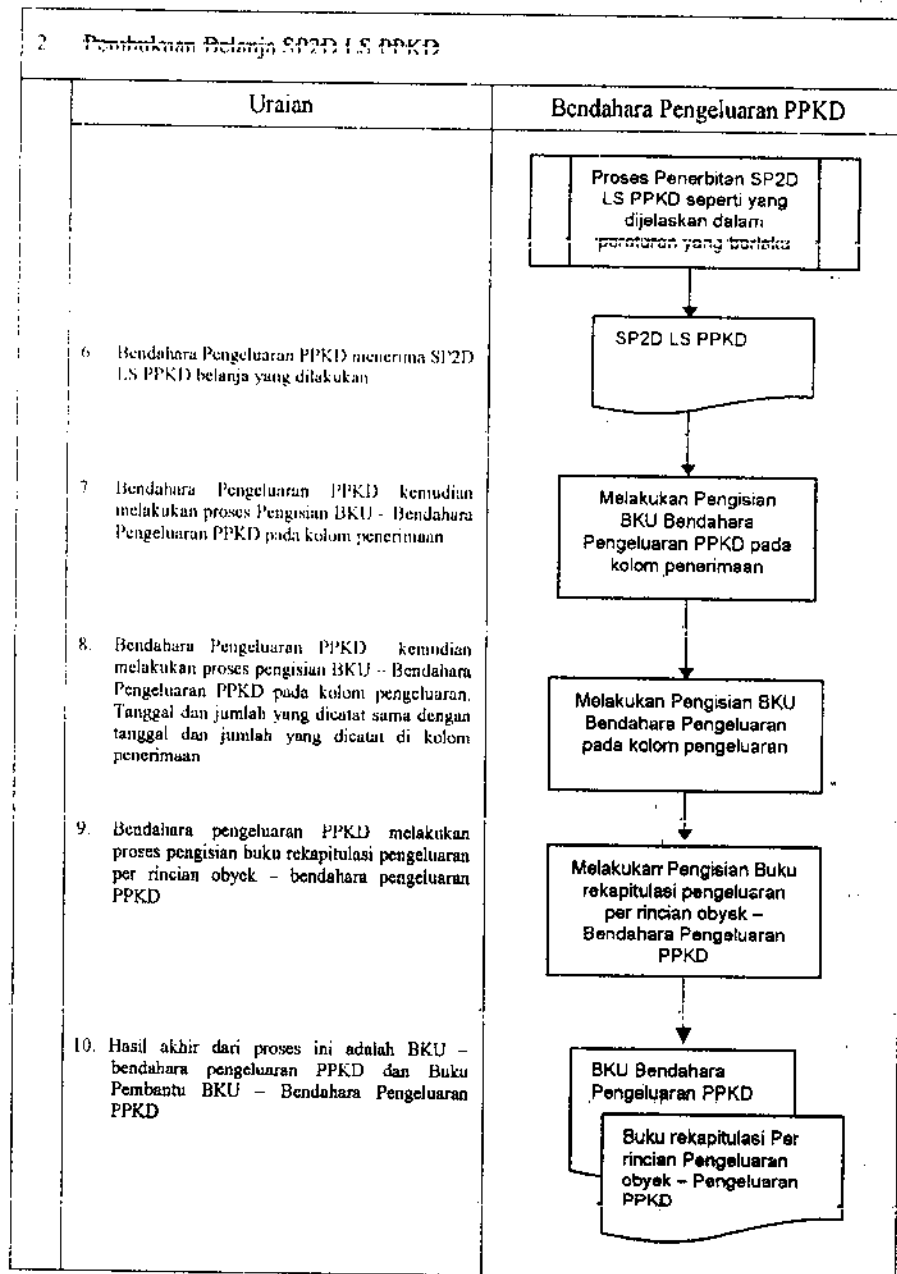 2 Pembukuan Belanja SP2D LS PPKD
Uraian
Bendahara Pengeluaran PPKD
Proses Penerbitan SP2D
LS PPKD seperti yang
dijelaskan dalam
peraturan yang berlaku
6 Bendahara Pengeluaran PPKD menerima SP2D
LS PPKD belanja yang dilakukan
SP2D LS PPKD
7 Bendahara Pengeluaran PPKD kemudian
melakukan proses Pengisian BKU - Bendahara
Pengeluaran PPKD pada kolom penerimaan
Melakukan Pengisian
BKU Bendahara
Pengeluaran PPKD pada
kolom penerimaan
8. Bendahara Pengeluaran PPKD kemudian
melakukan proses pengisian BKU – Bendahara
Pengeluaran PPKD pada kolom pengeluaran.
Tanggal dan jumlah yang dicatat sama dengan
tanggal dan jumlah yang dicatat di kolom
penerimaan
Melakukan Pengisian BKU
Bendahara Pengeluaran
pada kolom pengeluaran
9. Bendahara pengeluaran PPKD melakukan
proses pengisian buku rekapitulasi pengeluaran
per rincian obyek – bendahara pengeluaran
PPKD
Melakukan Pengisian Buku
rekapitulasi pengeluaran
per rincian obyek –
Bendahara Pengeluaran
PPKD
10. Hasil akhir dari proses ini adalah BKU –
bendahara pengeluaran PPKD dan Buku
Pembantu BKU – Bendahara Pengeluaran
PPKD
BKU Bendahara
Pengeluaran PPKD
Buku rekapitulasi Per
rincian Pengeluaran
obyek – Pengeluaran
PPKD